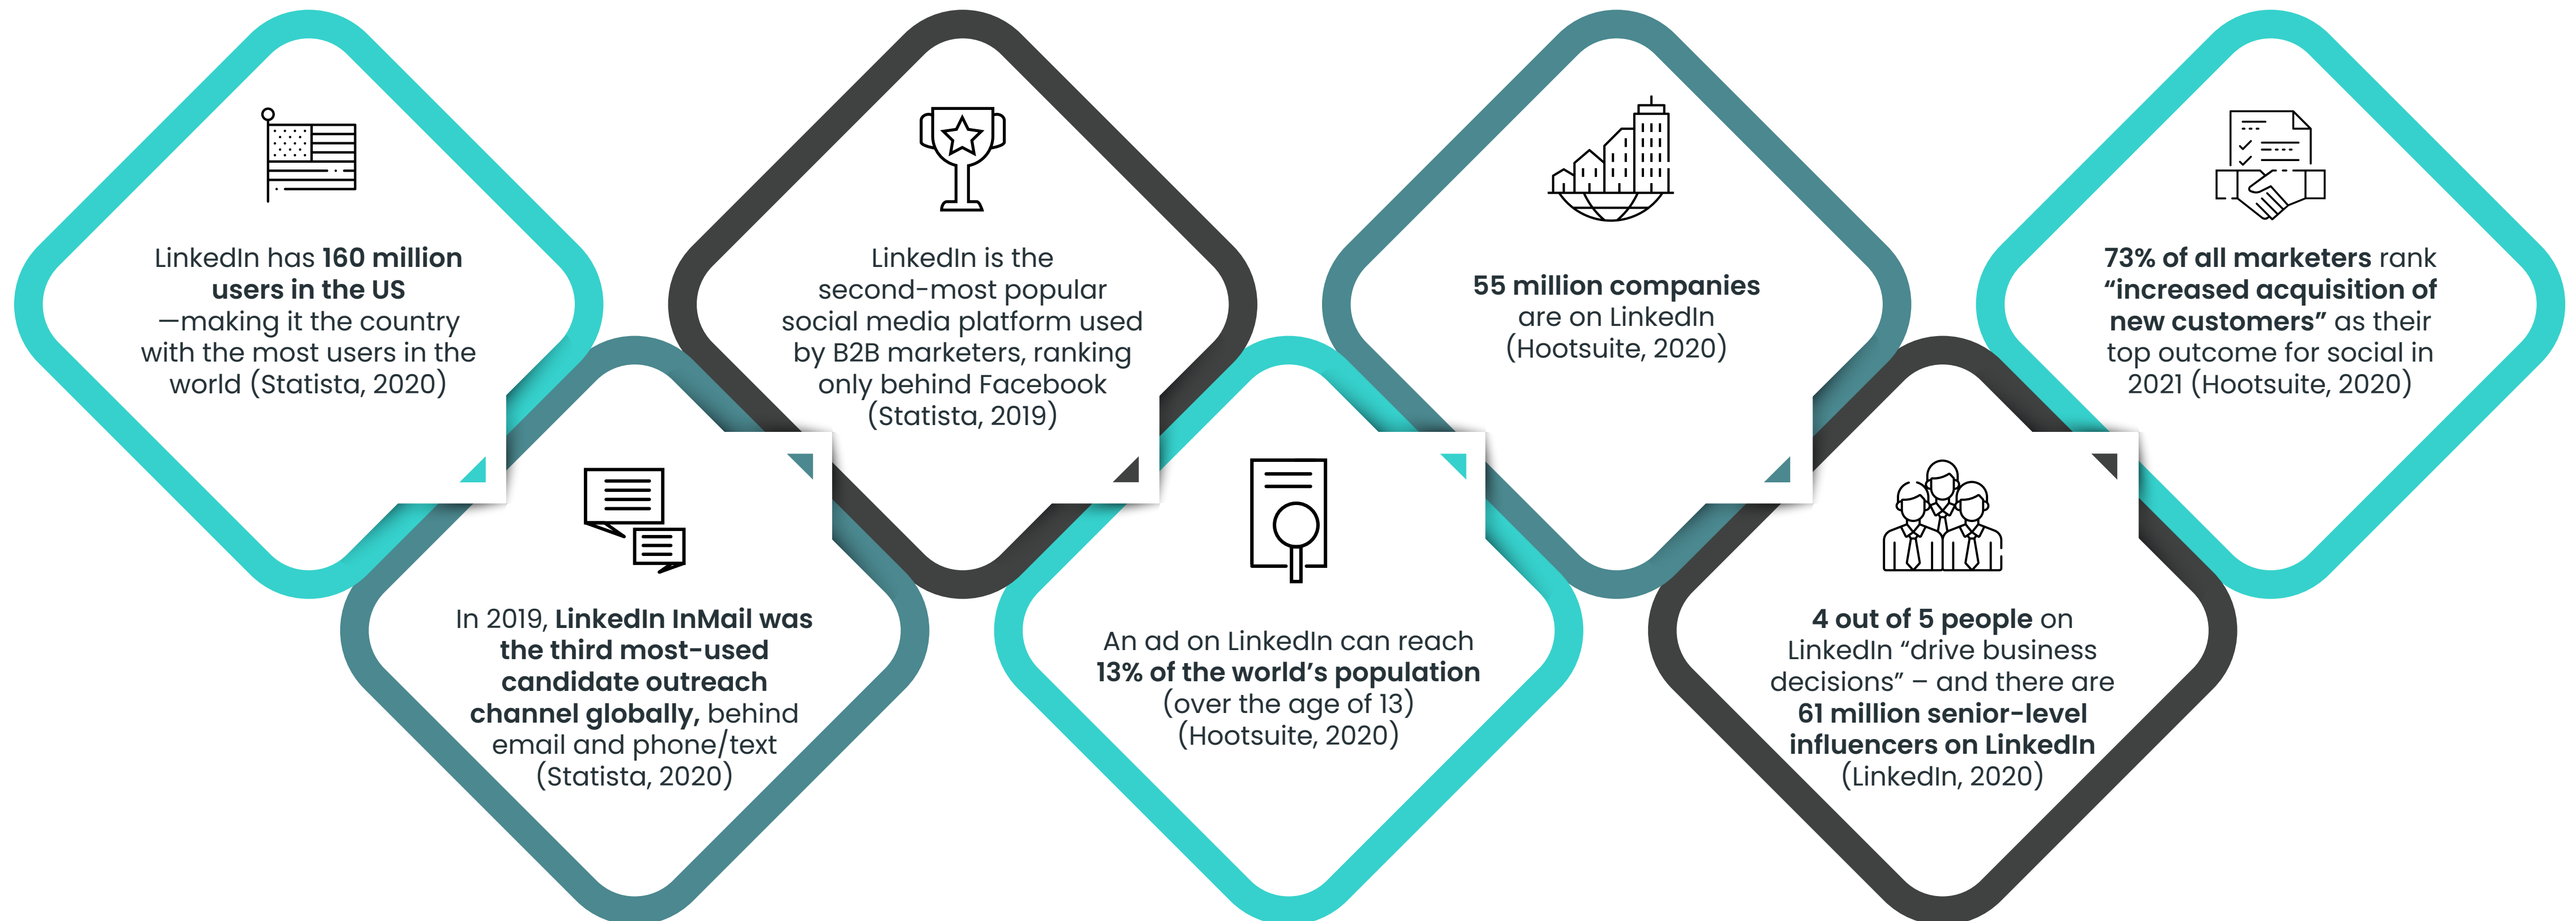 LinkedIn has 160 million
users in the US
—making it the country
with the most users in the
world (Statista, 2020)
In 2019, LinkedIn InMail was
the third most-used
candidate outreach
channel globally, behind
email and phone/text
(Statista, 2020)
LinkedIn is the
second-most popular
social media platform used
by B2B marketers, ranking
only behind Facebook
(Statista, 2019)
An ad on LinkedIn can reach
13% of the world’s population
(over the age of 13)
(Hootsuite, 2020)
55 million companies
are on LinkedIn
(Hootsuite, 2020)
4 out of 5 people on
LinkedIn “drive business
decisions” – and there are
61 million senior-level
influencers on LinkedIn
(LinkedIn, 2020)
73% of all marketers rank
“increased acquisition of
new customers” as their
top outcome for social in
2021 (Hootsuite, 2020)